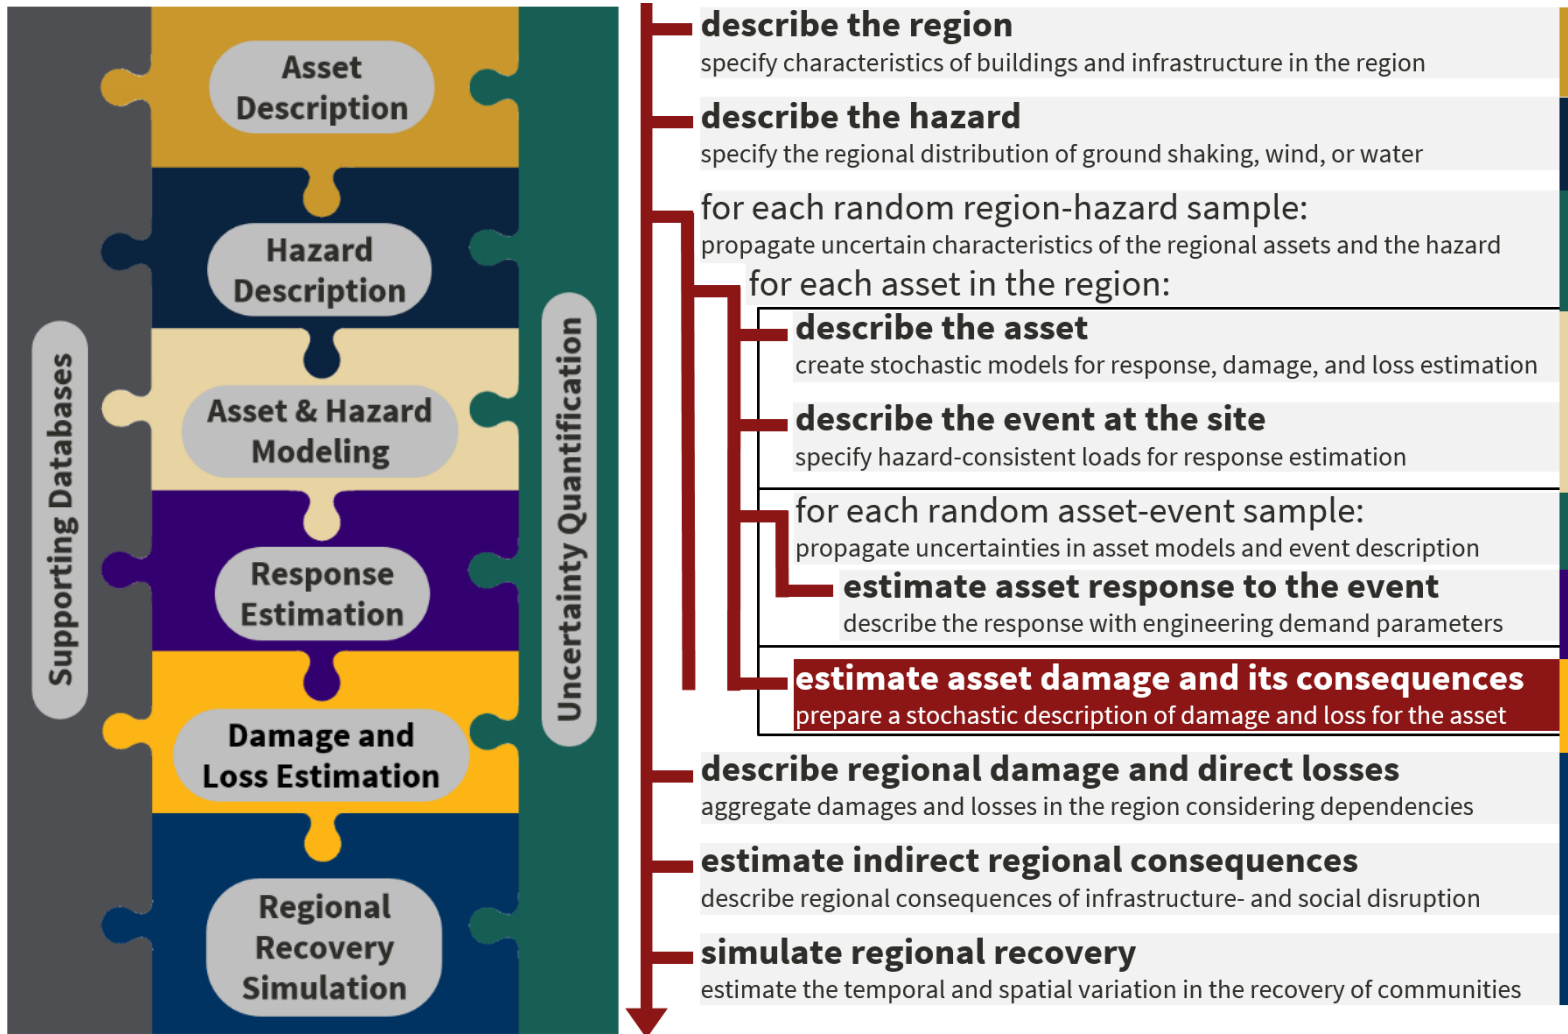 Supporting Databases
Asset
Description
Hazard
Description
Asset & Hazard
Modeling
Response
Estimation
Damage and
Loss Estimation
Regional
Recovery
Simulation
Uncertainty Quantification
describe the region
specify characteristics of buildings and infrastructure in the region
describe the hazard
specify the regional distribution of ground shaking, wind, or water
for each random region-hazard sample:
propagate uncertain characteristics of the regional assets and the hazard
for each asset in the region:
describe the asset
create stochastic models for response, damage, and loss estimation
describe the event at the site
specify hazard-consistent loads for response estimation
for each random asset-event sample:
propagate uncertainties in asset models and event description
estimate asset response to the event
describe the response with engineering demand parameters
estimate asset damage and its consequences
prepare a stochastic description of damage and loss for the asset
describe regional damage and direct losses
aggregate damages and losses in the region considering dependencies
estimate indirect regional consequences
describe regional consequences of infrastructure- and social disruption
simulate regional recovery
estimate the temporal and spatial variation in the recovery of communities